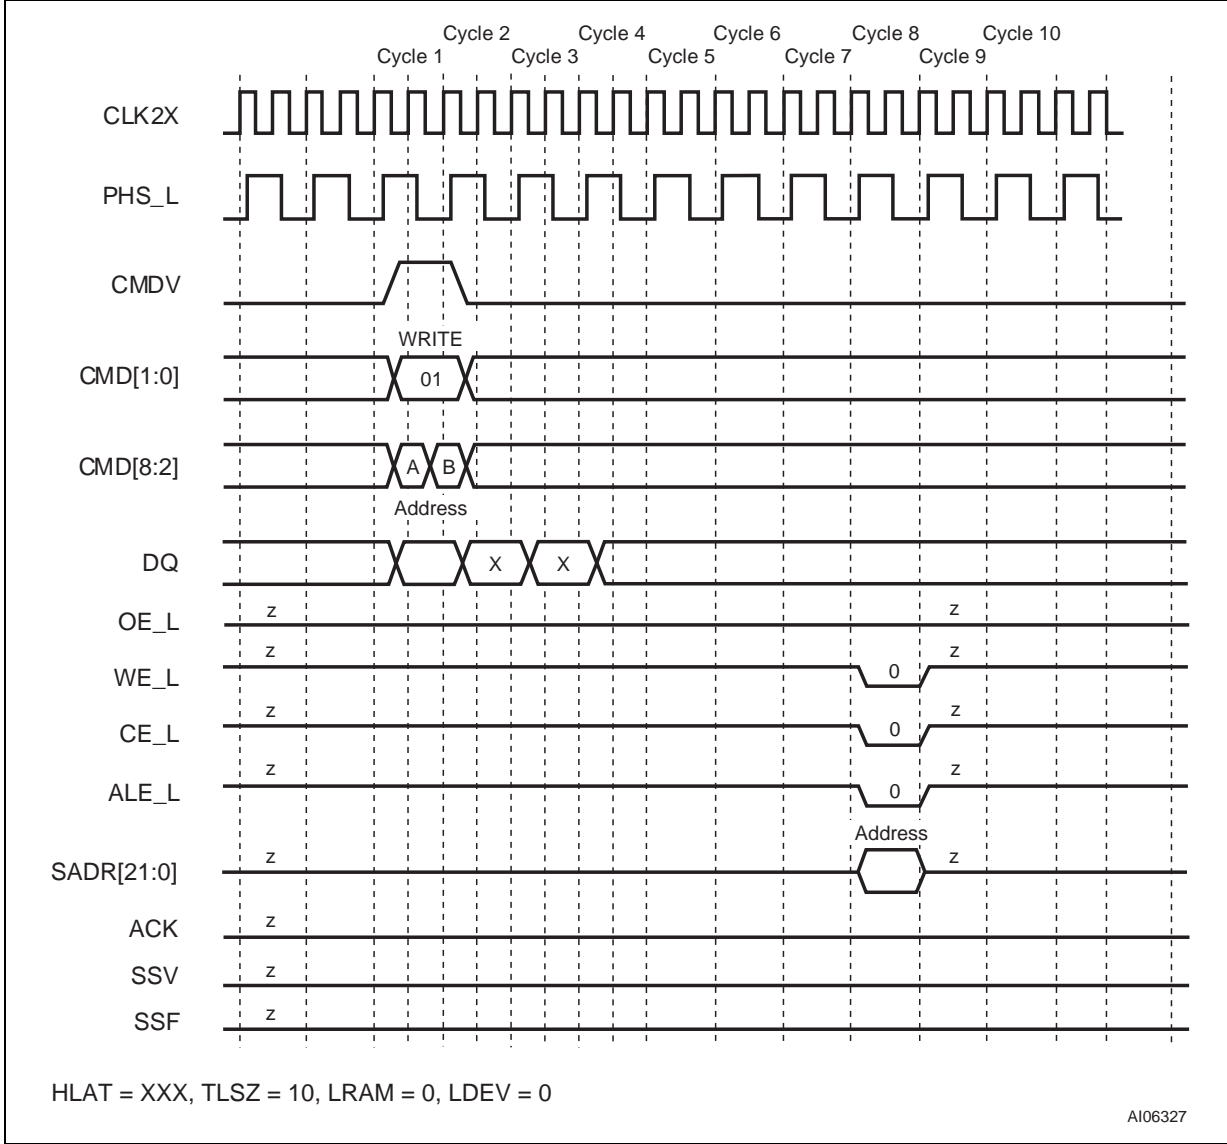 Cycle 2 Cycle 4 Cycle 6 Cycle 8 Cycle 10
Cycle 1 Cycle 3 Cycle 5 Cycle 7 Cycle 9
CLK2X
PHS_L
CMDV
WRITE
CMD[1:0] 01
CMD[8:2] A B
Address
DQ X X
z z
OE_L
z z
WE_L 0
z z
CE_L 0
z z
ALE_L 0
Address
z z
SADR[21:0]
z
ACK
z
SSV
z
SSF
HLAT = XXX, TLSZ = 10, LRAM = 0, LDEV = 0
AI06327